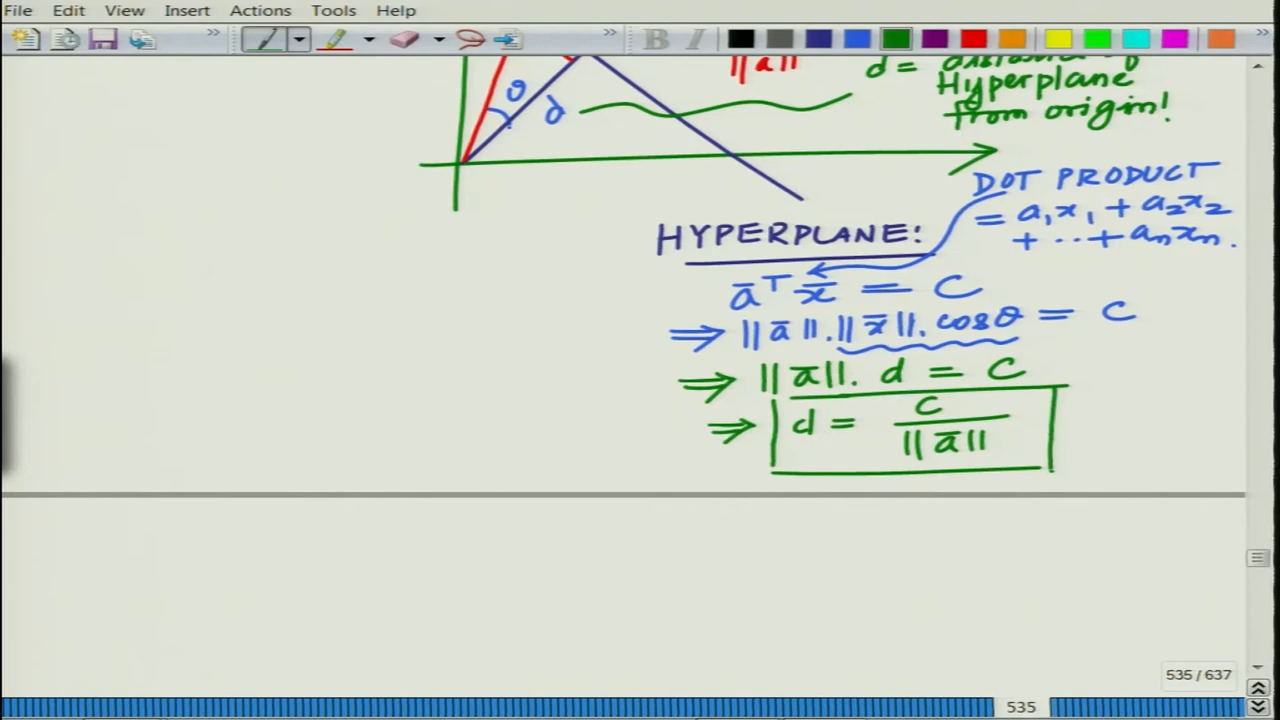 File Edit View Insert Actions Tools Help
B I
||ā|| d = distance of
Hyperplane
from origin!
θ
d
DOT PRODUCT
= a₁x₁ + a₂x₂
+ ··· + aₙxₙ.
HYPERPLANE:
āᵀ x̄ = C
⇒ ||ā||.||x̄||. cosθ = C
⇒ ||ā||. d = C
⇒ d = C / ||ā||
535 / 637
535